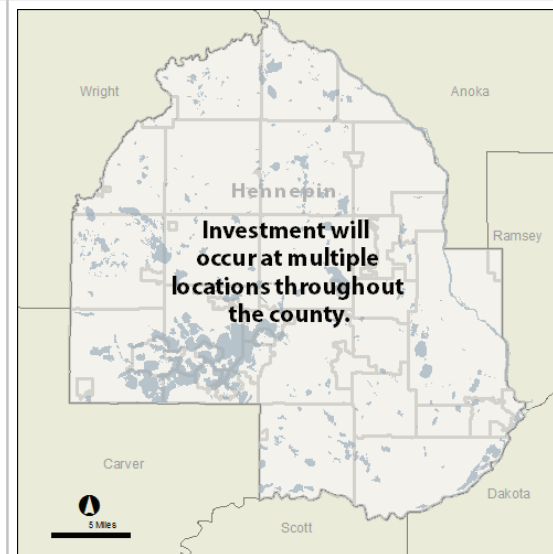 Wright
Anoka
Hennepin
Ramsey
Investment will
occur at multiple
locations throughout
the county.
Carver
Dakota
Scott
5 Miles